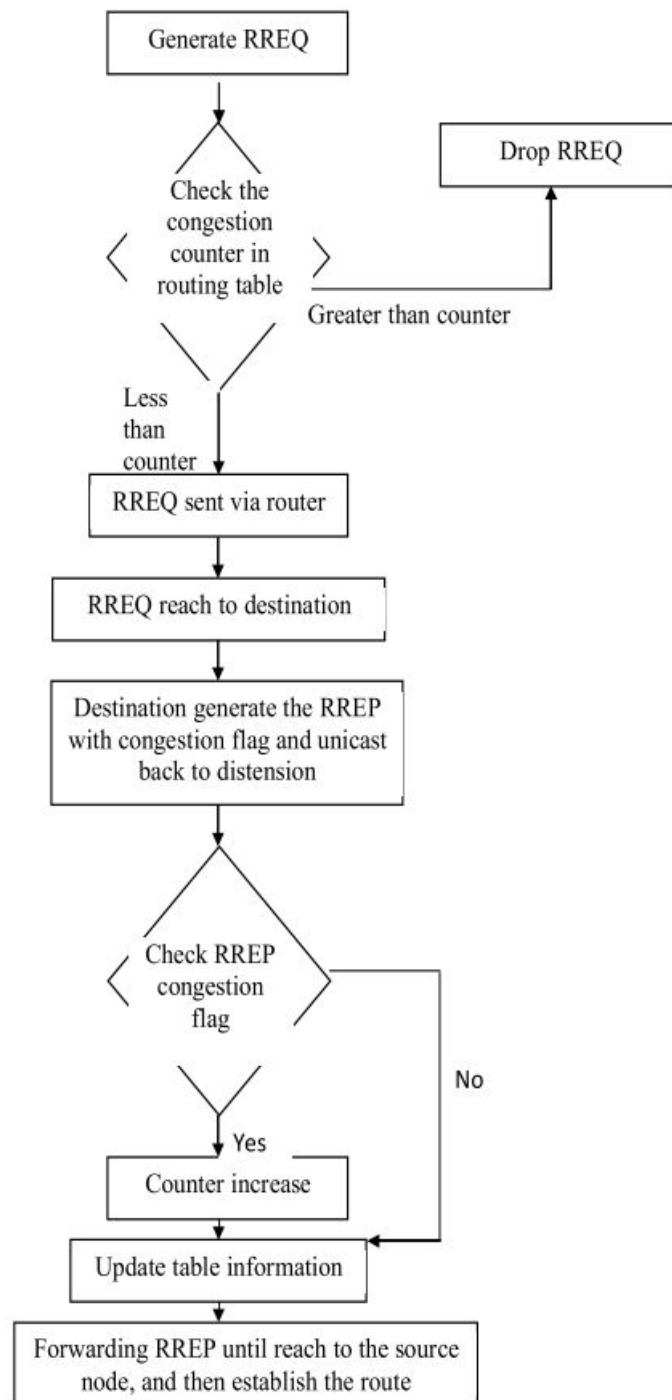 Generate RREQ
Drop RREQ
Check the
congestion
counter in
routing table
Greater than counter
Less
than
counter
RREQ sent via router
RREQ reach to destination
Destination generate the RREP
with congestion flag and unicast
back to distension
Check RREP
congestion
flag
No
Yes
Counter increase
Update table information
Forwarding RREP until reach to the source
node, and then establish the route